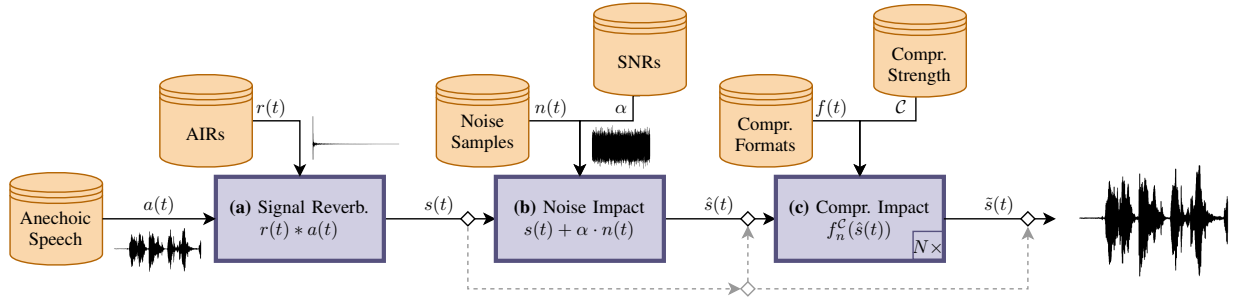 SNRs
Compr.
Strength
AIRs
r(t)
Noise
Samples
n(t)
α
Compr.
Formats
f(t)
𝒞
Anechoic
Speech
a(t)
(a) Signal Reverb.
r(t) ∗ a(t)
s(t)
(b) Noise Impact
s(t) + α · n(t)
ŝ(t)
(c) Compr. Impact
f_n^𝒞(ŝ(t))
N×
s̃(t)